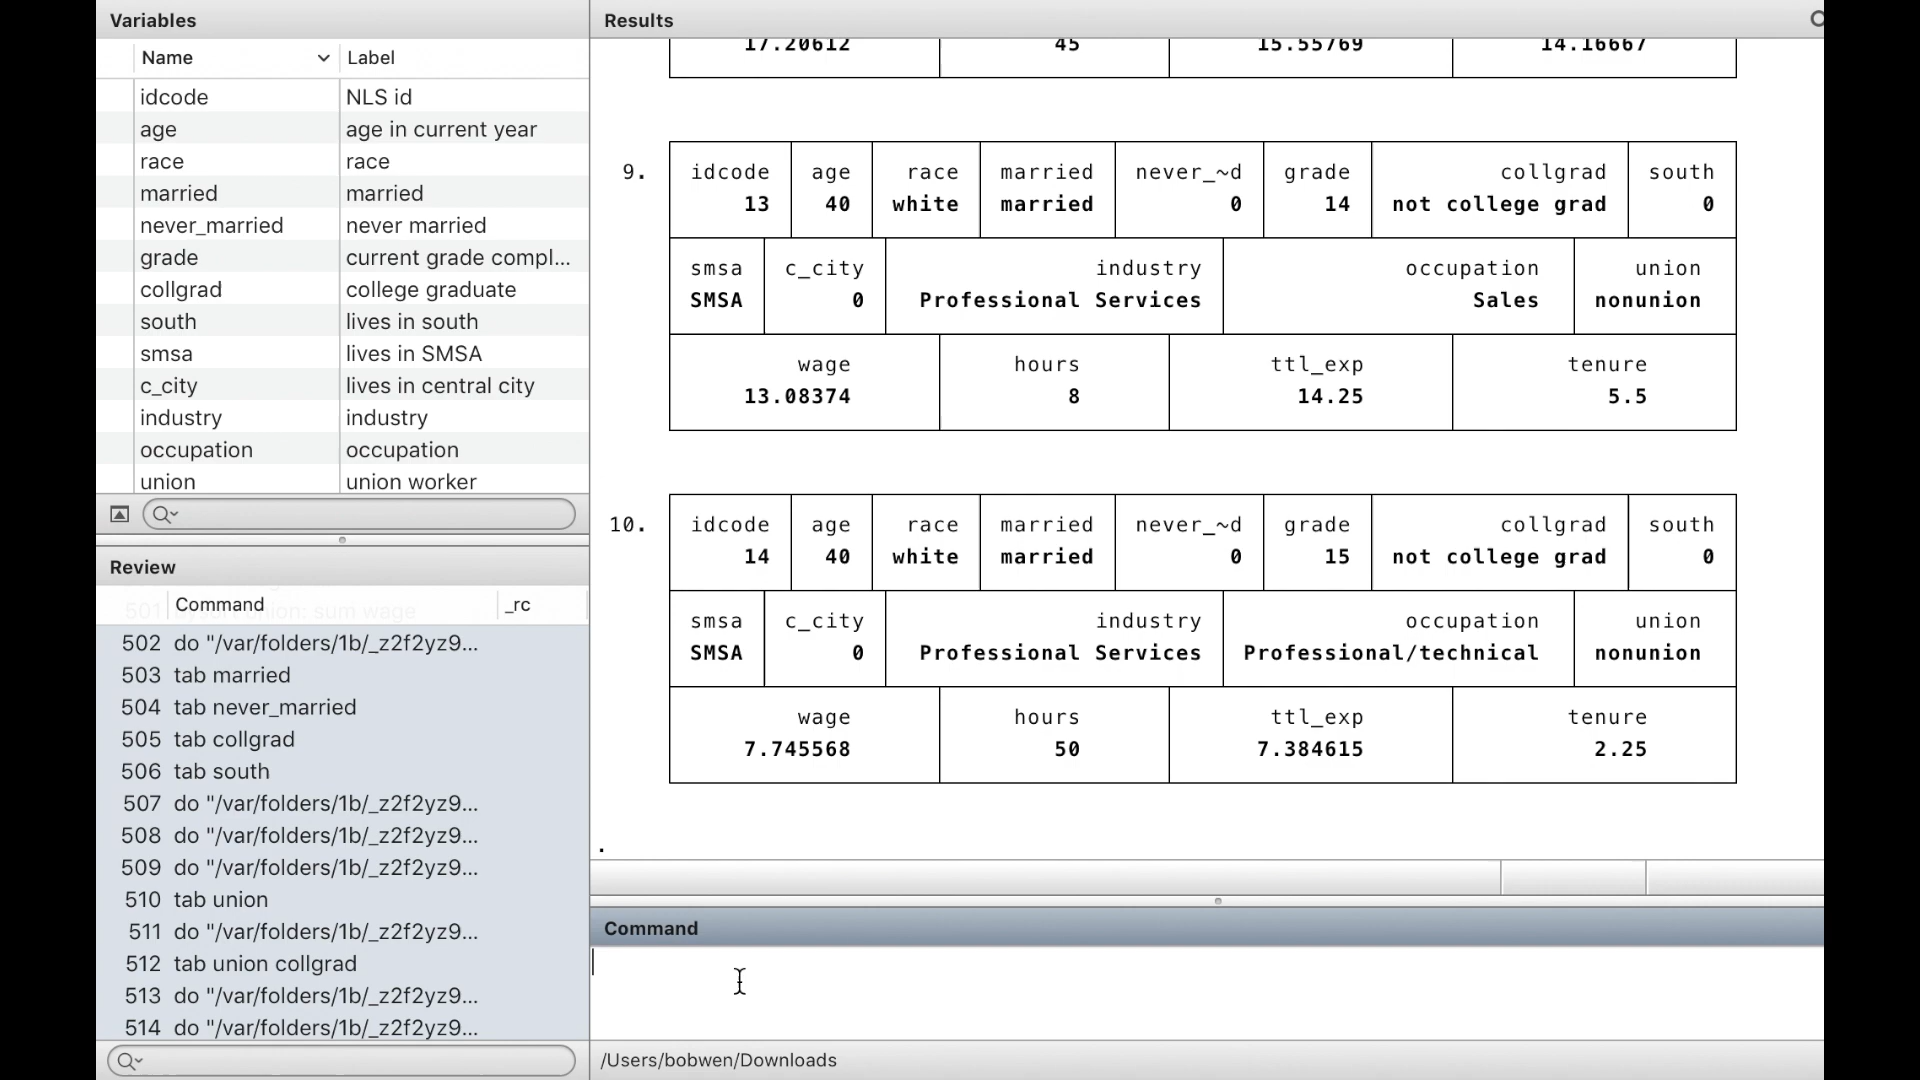 Variables
Name Label
idcode NLS id
age age in current year
race race
married married
never_married never married
grade current grade compl...
collgrad college graduate
south lives in south
smsa lives in SMSA
c_city lives in central city
industry industry
occupation occupation
union union worker
Review
Command _rc
501 union: sum wage
502 do "/var/folders/1b/_z2f2yz9...
503 tab married
504 tab never_married
505 tab collgrad
506 tab south
507 do "/var/folders/1b/_z2f2yz9...
508 do "/var/folders/1b/_z2f2yz9...
509 do "/var/folders/1b/_z2f2yz9...
510 tab union
511 do "/var/folders/1b/_z2f2yz9...
512 tab union collgrad
513 do "/var/folders/1b/_z2f2yz9...
514 do "/var/folders/1b/_z2f2yz9...
Results
17.20612 45 15.55769 14.16667
9.
idcode age race married never_~d grade collgrad south
13 40 white married 0 14 not college grad 0
smsa c_city industry occupation union
SMSA 0 Professional Services Sales nonunion
wage hours ttl_exp tenure
13.08374 8 14.25 5.5
10.
idcode age race married never_~d grade collgrad south
14 40 white married 0 15 not college grad 0
smsa c_city industry occupation union
SMSA 0 Professional Services Professional/technical nonunion
wage hours ttl_exp tenure
7.745568 50 7.384615 2.25
.
Command
/Users/bobwen/Downloads